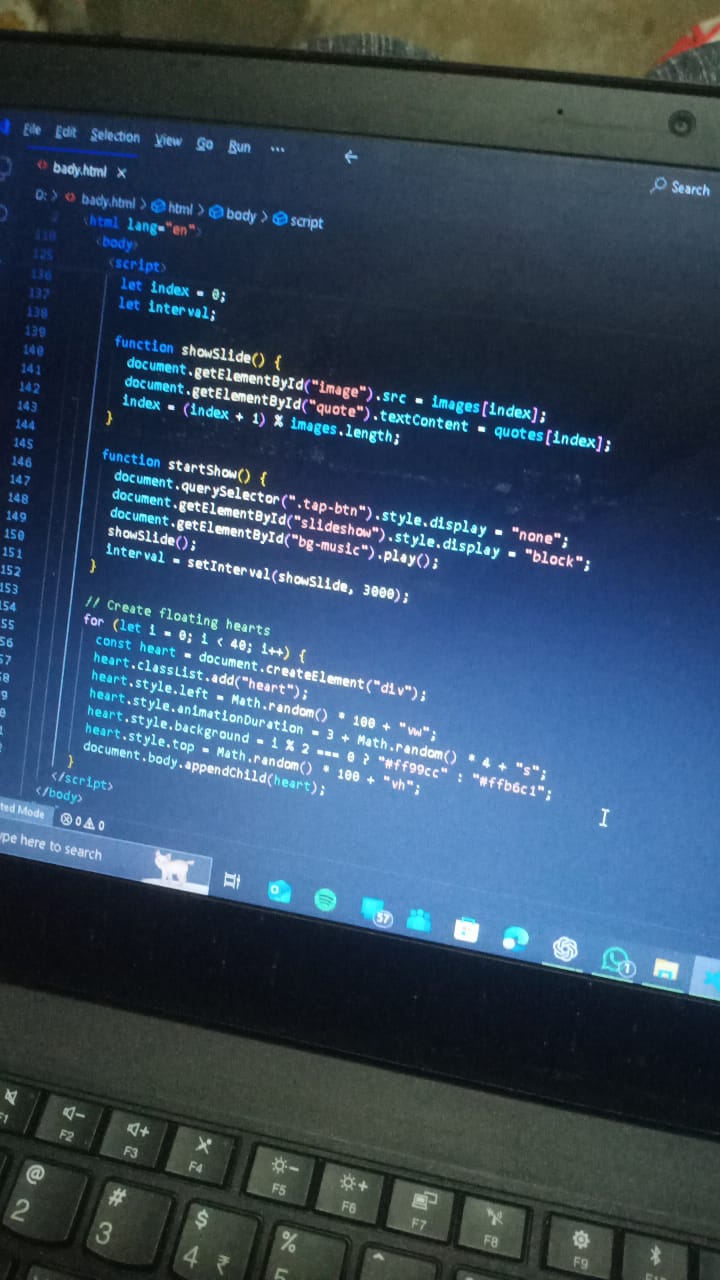 File Edit Selection View Go Run ...
Search
bady.html
D: > bady.html > html > body > script
<html lang="en">
118 <body>
125 <script>
136 let index = 0;
137 let interval;
138
139 function showSlide() {
140 document.getElementById("image").src = images[index];
141 document.getElementById("quote").textContent = quotes[index];
142 index = (index + 1) % images.length;
143 }
144
145 function startShow() {
146 document.querySelector(".tap-btn").style.display = "none";
147 document.getElementById("slideshow").style.display = "block";
148 document.getElementById("bg-music").play();
149 showSlide();
150 interval = setInterval(showSlide, 3000);
151 }
152
153 // Create floating hearts
154 for (let i = 0; i < 40; i++) {
55 const heart = document.createElement("div");
56 heart.classList.add("heart");
57 heart.style.left = Math.random() * 100 + "vw";
8 heart.style.animationDuration = 3 + Math.random() * 4 + "s";
9 heart.style.background = i % 2 === 0 ? "#ff99cc" : "#ffb6c1";
heart.style.top = Math.random() * 100 + "vh";
document.body.appendChild(heart);
}
</script>
</body>
ted Mode 0 0
ype here to search
57
1
F1 F2 F3 F4 F5 F6 F7 F8 F9
@ # $ %
2 3 4 ₹ 5